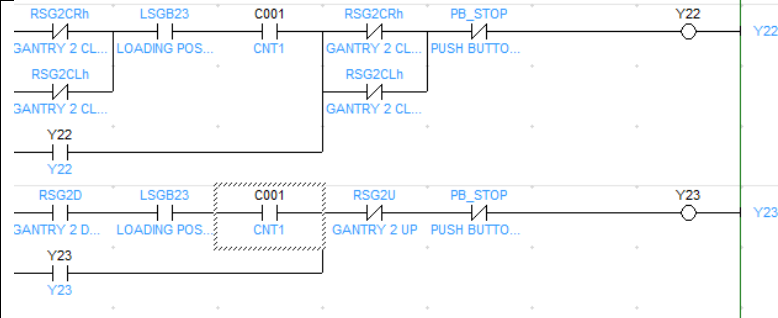 RSG2CRh LSGB23 C001 RSG2CRh PB_STOP Y22
Y22
GANTRY 2 CL... LOADING POS... CNT1 GANTRY 2 CL... PUSH BUTTO...
RSG2CLh RSG2CLh
GANTRY 2 CL... GANTRY 2 CL...
Y22
Y22
RSG2D LSGB23 C001 RSG2U PB_STOP Y23
Y23
GANTRY 2 D... LOADING POS... CNT1 GANTRY 2 UP PUSH BUTTO...
Y23
Y23